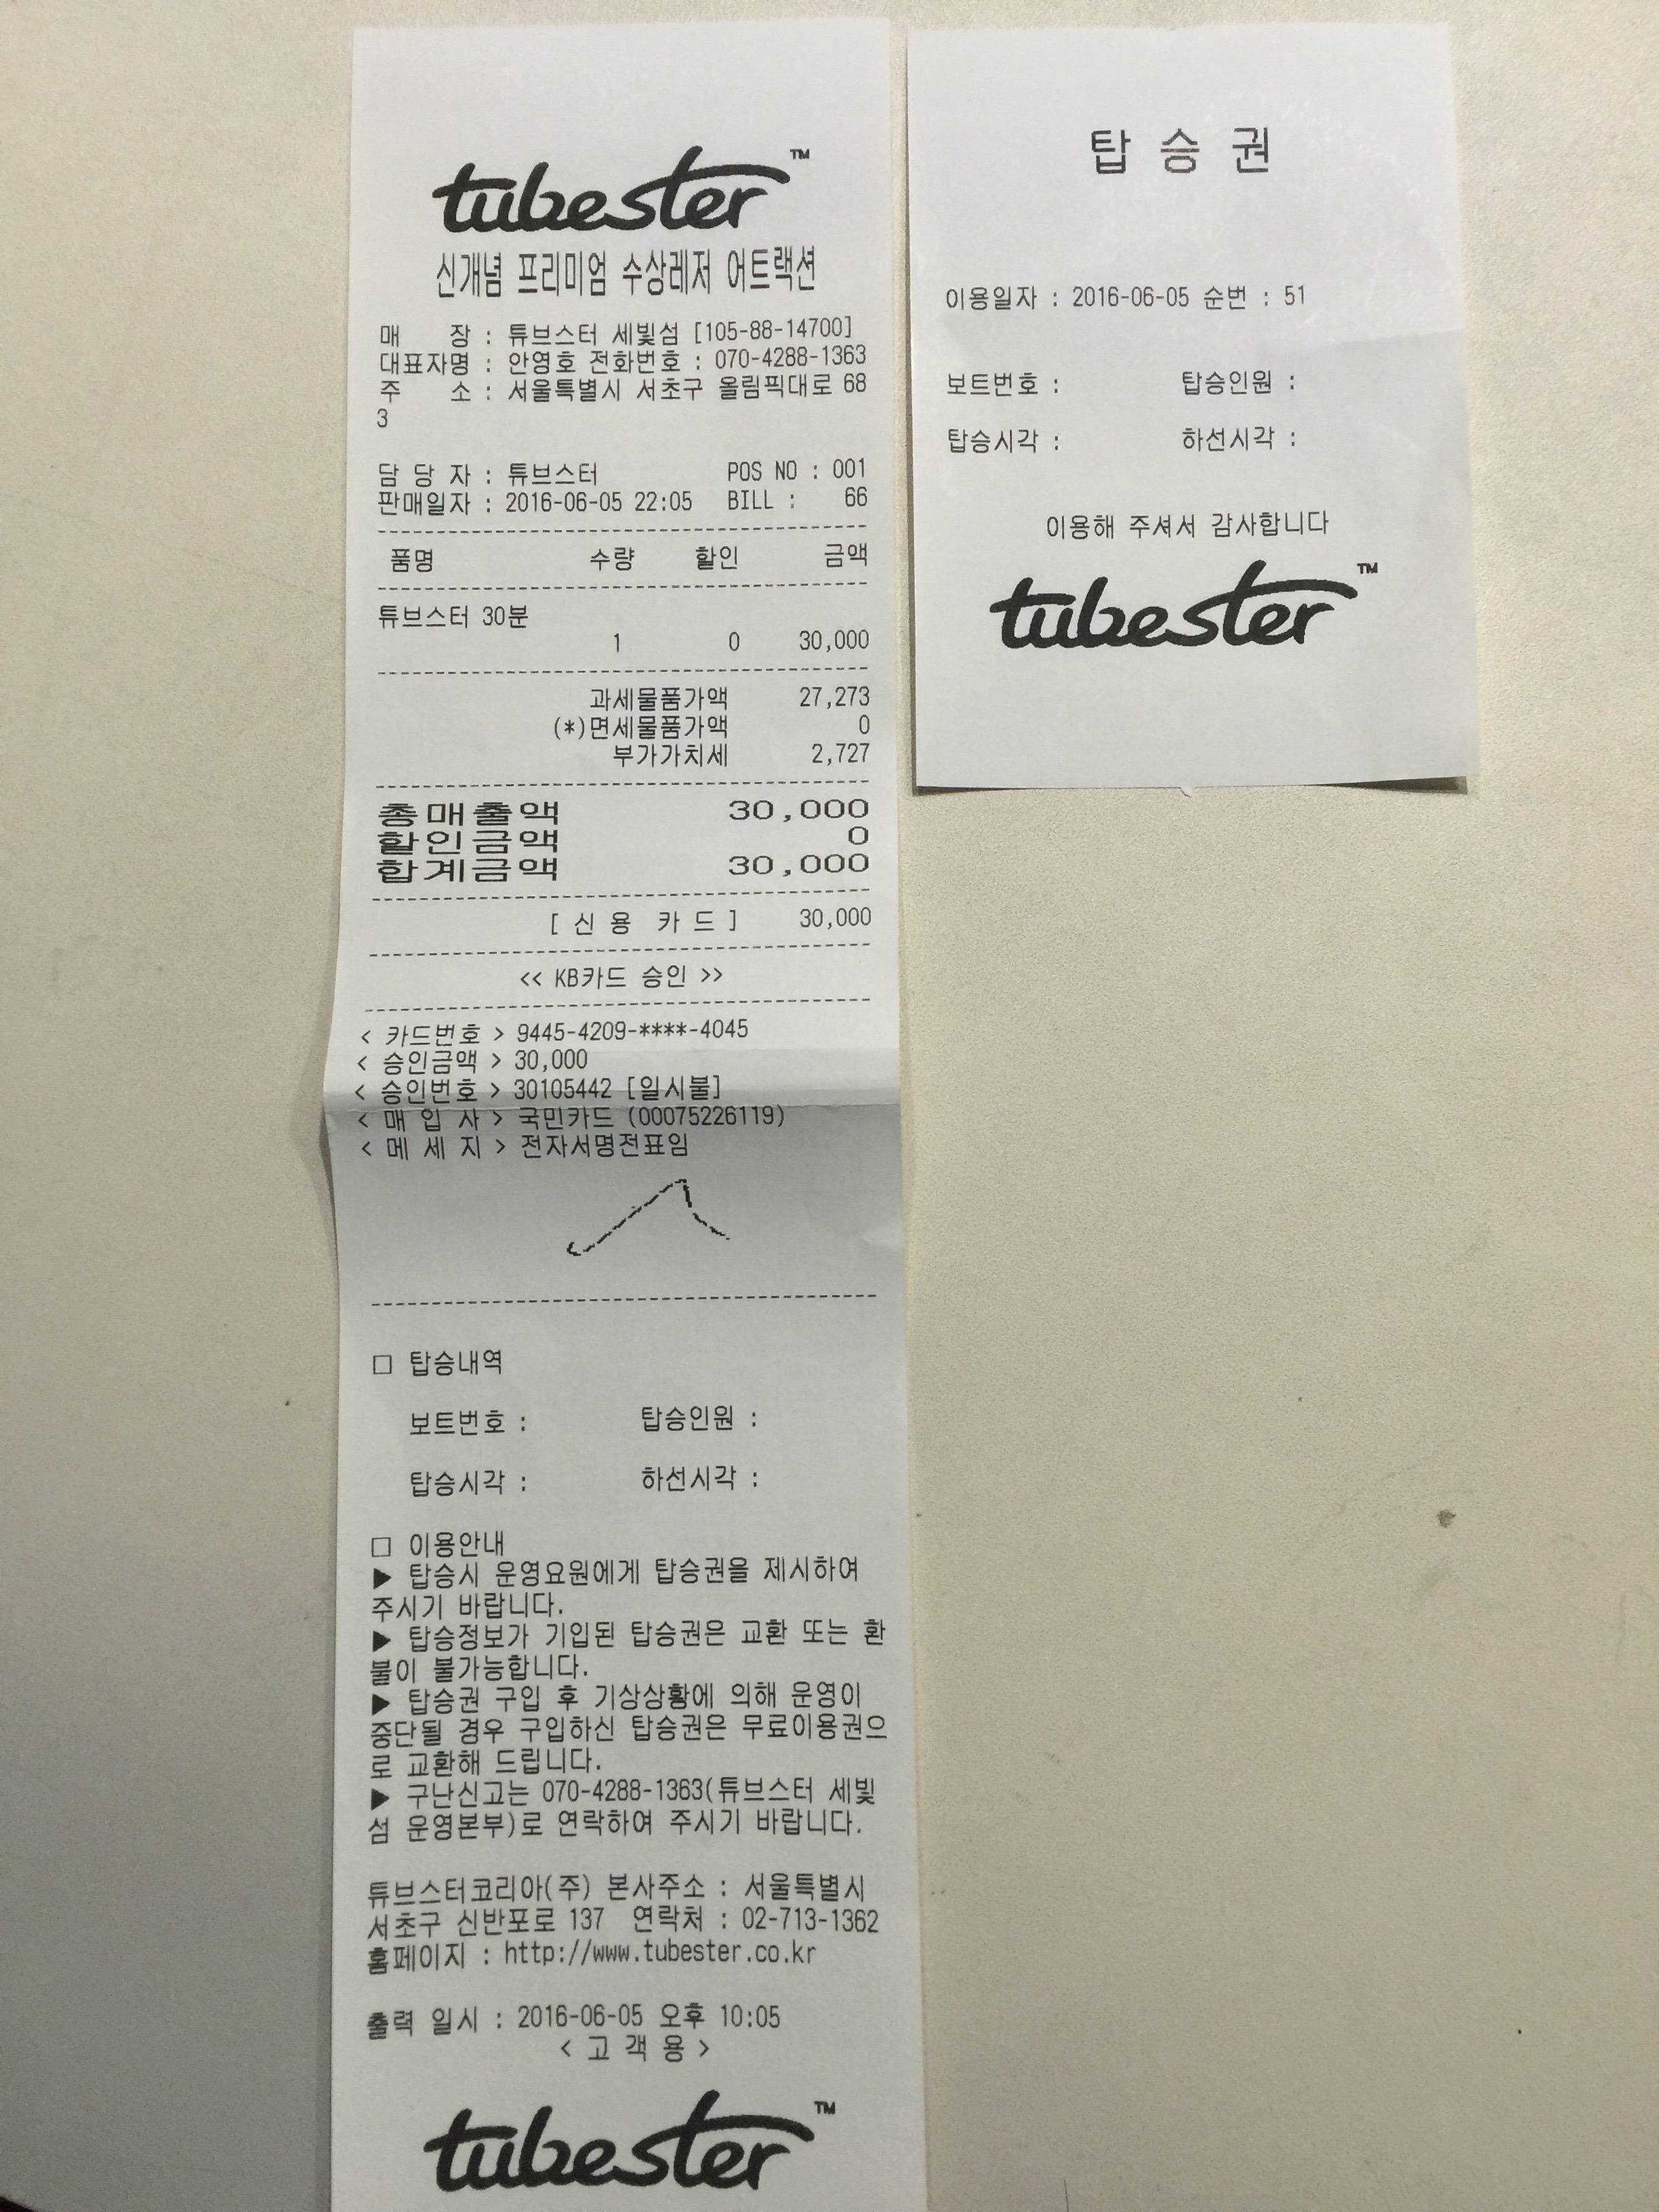 tubester™
신개념 프리미엄 수상레저 어트랙션
매 장 : 튜브스터 세빛섬 [105-88-14700]
대표자명 : 안영호 전화번호 : 070-4288-1363
주 소 : 서울특별시 서초구 올림픽대로 68
3
담 당 자 : 튜브스터 POS NO : 001
판매일자 : 2016-06-05 22:05 BILL : 66
품명 수량 할인 금액
튜브스터 30분
1 0 30,000
과세물품가액 27,273
(*)면세물품가액 0
부가가치세 2,727
총매출액 30,000
할인금액 0
합계금액 30,000
[ 신 용 카 드 ] 30,000
<< KB카드 승인 >>
< 카드번호 > 9445-4209-****-4045
< 승인금액 > 30,000
< 승인번호 > 30105442 [일시불]
< 매 입 사 > 국민카드 (00075226119)
< 메 세 지 > 전자서명전표임
□ 탑승내역
보트번호 : 탑승인원 :
탑승시각 : 하선시각 :
□ 이용안내
▶ 탑승시 운영요원에게 탑승권을 제시하여
주시기 바랍니다.
▶ 탑승정보가 기입된 탑승권은 교환 또는 환
불이 불가능합니다.
▶ 탑승권 구입 후 기상상황에 의해 운영이
중단될 경우 구입하신 탑승권은 무료이용권으
로 교환해 드립니다.
▶ 구난신고는 070-4288-1363(튜브스터 세빛
섬 운영본부)로 연락하여 주시기 바랍니다.
튜브스터코리아(주) 본사주소 : 서울특별시
서초구 신반포로 137 연락처 : 02-713-1362
홈페이지 : http://www.tubester.co.kr
출력 일시 : 2016-06-05 오후 10:05
< 고 객 용 >
tubester™
탑 승 권
이용일자 : 2016-06-05 순번 : 51
보트번호 : 탑승인원 :
탑승시각 : 하선시각 :
이용해 주셔서 감사합니다
tubester™